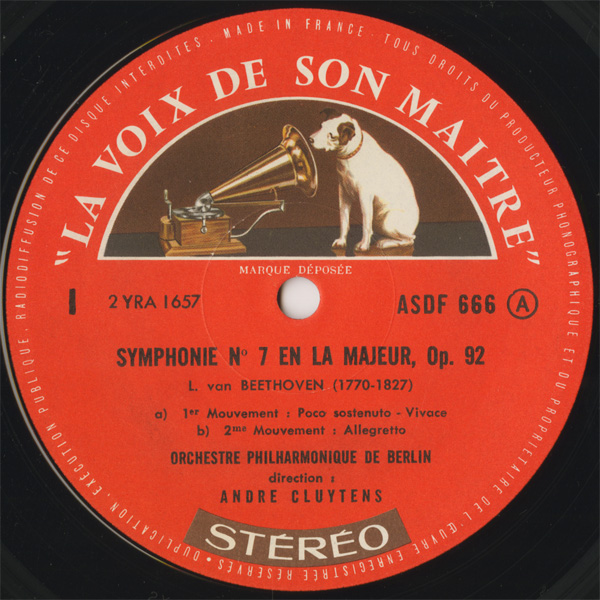 MADE IN FRANCE · TOUS DROITS DU PRODUCTEUR PHONOGRAPHIQUE ET DU PROPRIETAIRE DE L'ŒUVRE ENREGISTREE RESERVES · DUPLICATION, EXECUTION PUBLIQUE, RADIODIFFUSION DE CE DISQUE INTERDITES.
"LA VOIX DE SON MAITRE"
MARQUE DÉPOSÉE
I 2 YRA 1657 ASDF 666 A
SYMPHONIE No 7 EN LA MAJEUR, Op. 92
L. van BEETHOVEN (1770-1827)
a) 1er Mouvement : Poco sostenuto - Vivace
b) 2me Mouvement : Allegretto
ORCHESTRE PHILHARMONIQUE DE BERLIN
direction :
ANDRE CLUYTENS
STÉRÉO